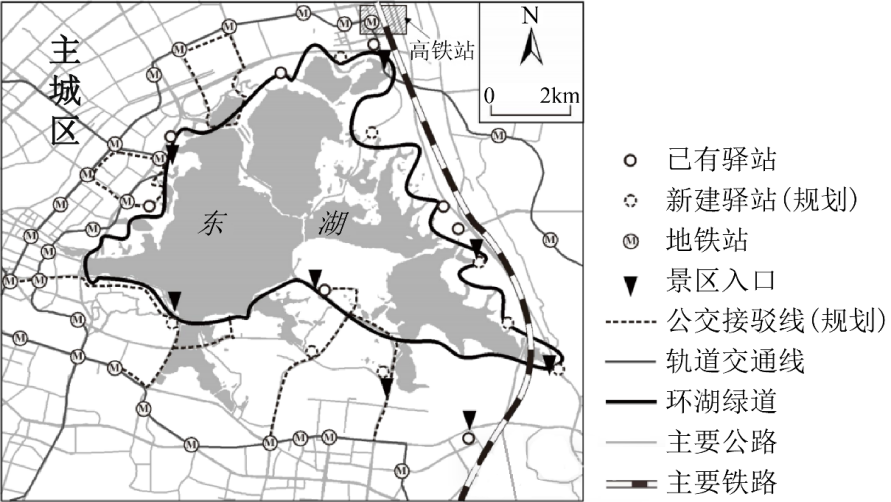 主城区
高铁站
N
0 2km
东湖
M M M M M M M M M M M M M M M M M M M M M M M M M M M
已有驿站
新建驿站(规划)
M 地铁站
景区入口
公交接驳线(规划)
轨道交通线
环湖绿道
主要公路
主要铁路